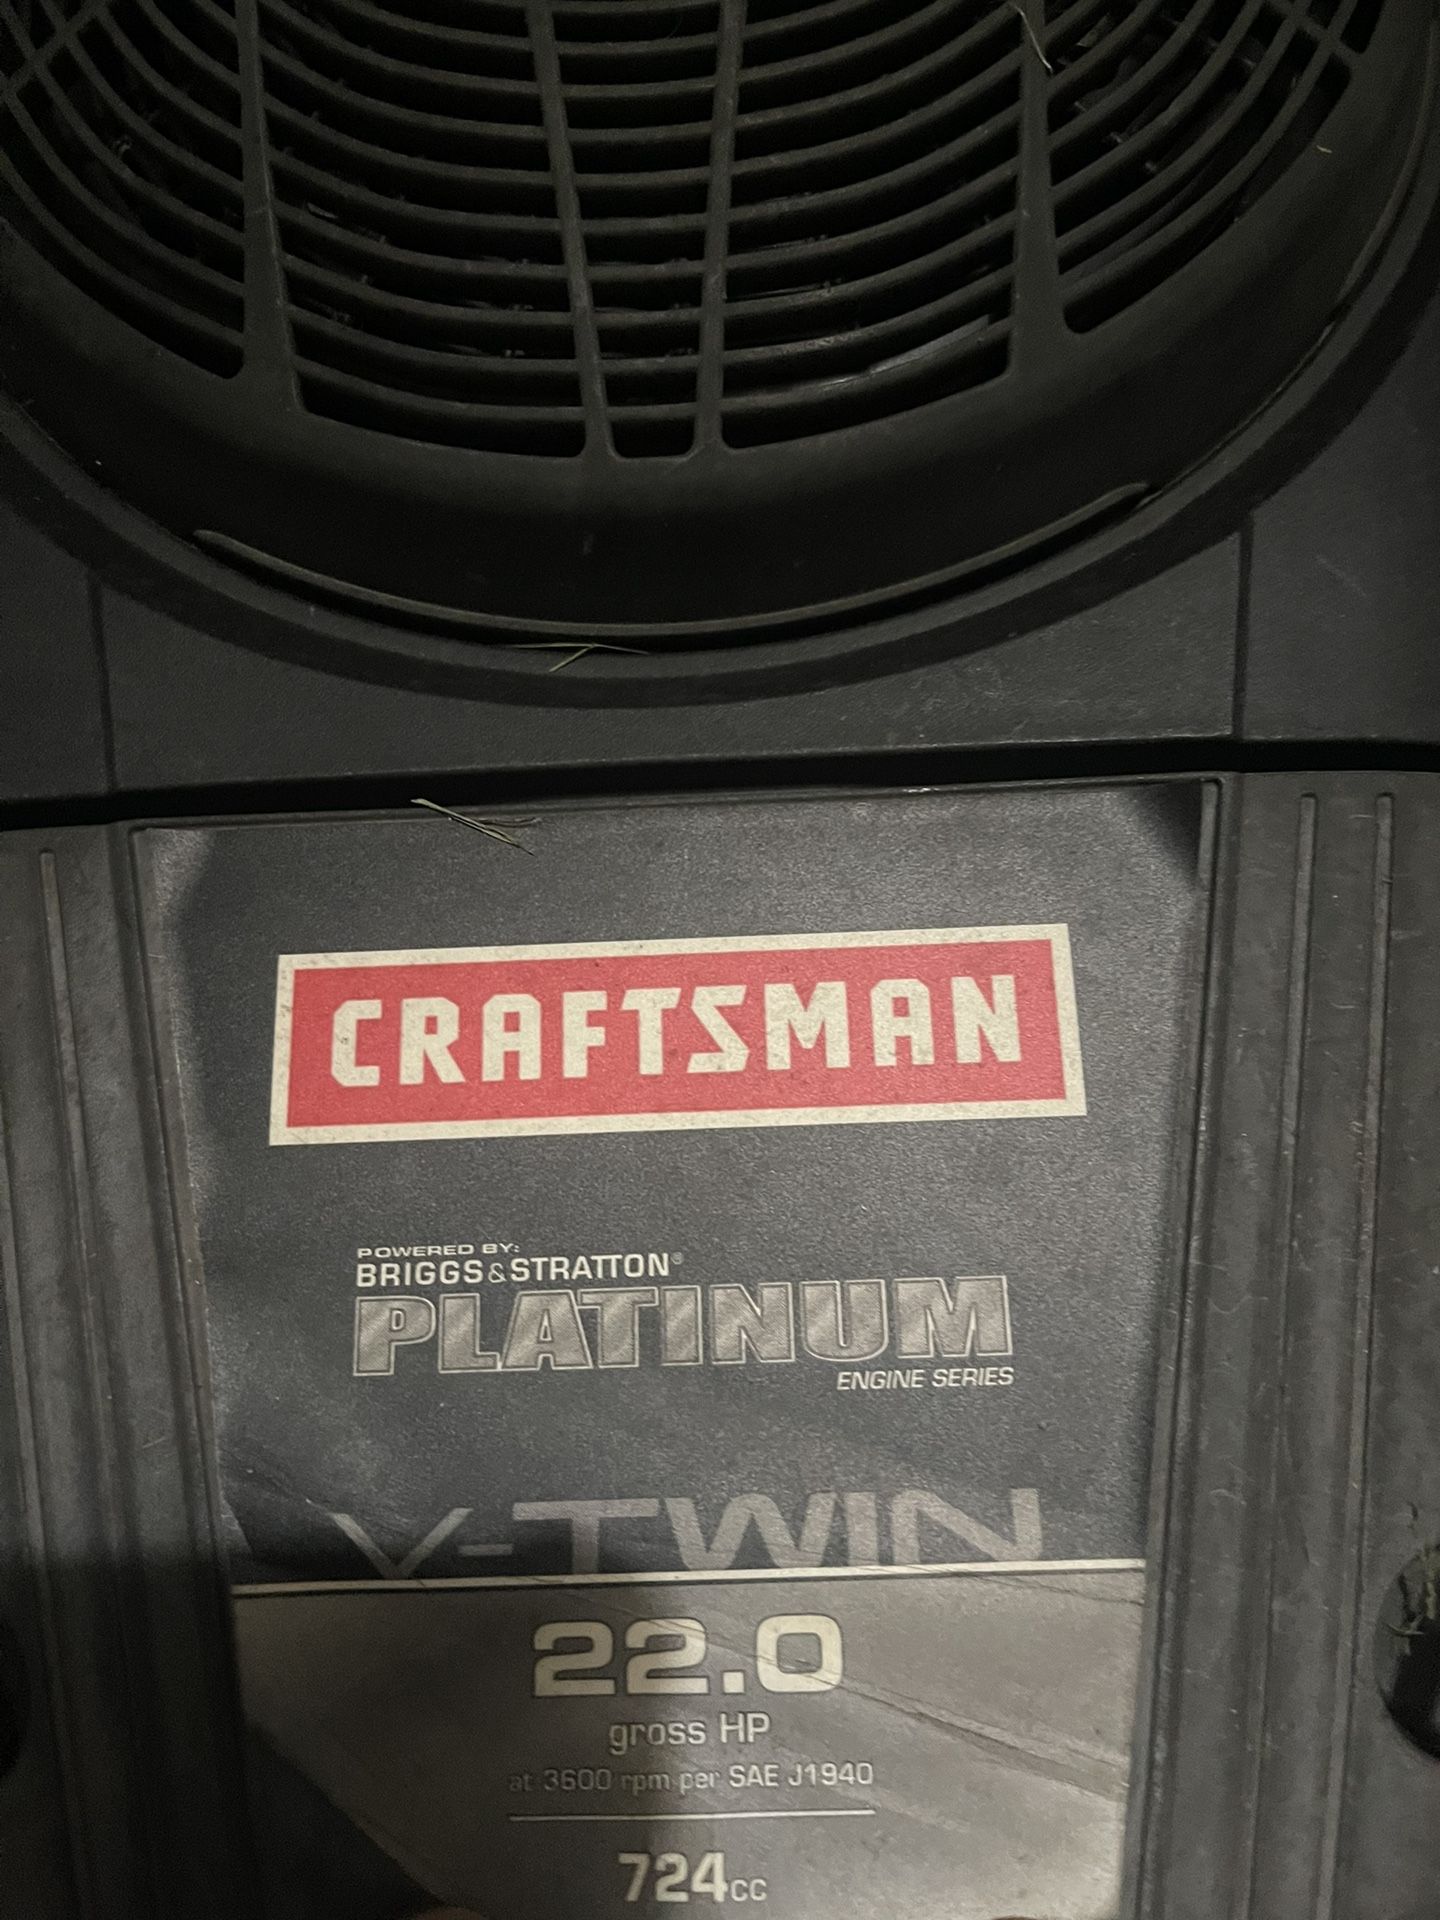 CRAFTSMAN
POWERED BY:
BRIGGS & STRATTON®
PLATINUM
ENGINE SERIES
V-TWIN
22.0
gross HP
at 3600 rpm per SAE J1940
724cc